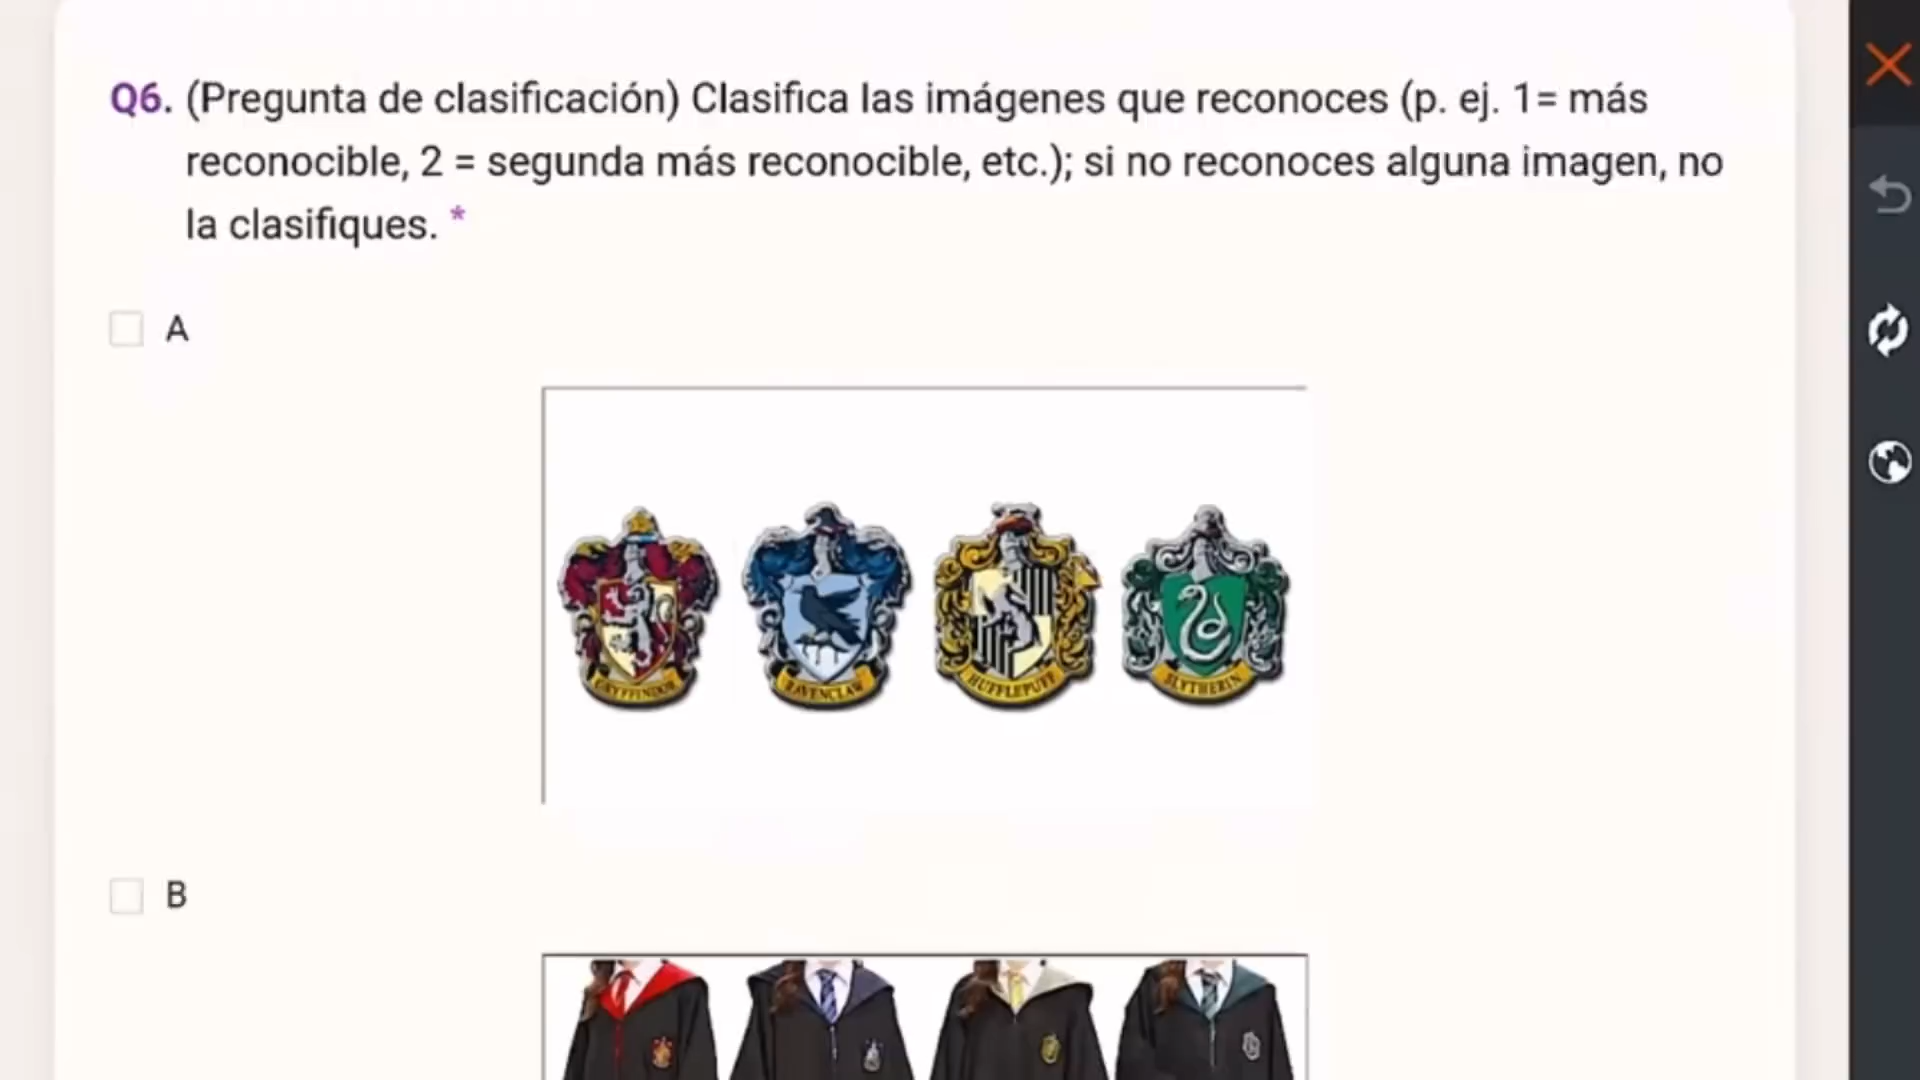 Q6. (Pregunta de clasificación) Clasifica las imágenes que reconoces (p. ej. 1= más
reconocible, 2 = segunda más reconocible, etc.); si no reconoces alguna imagen, no
la clasifiques. *
A
GRYFFINDOR RAVENCLAW HUFFLEPUFF SLYTHERIN
B